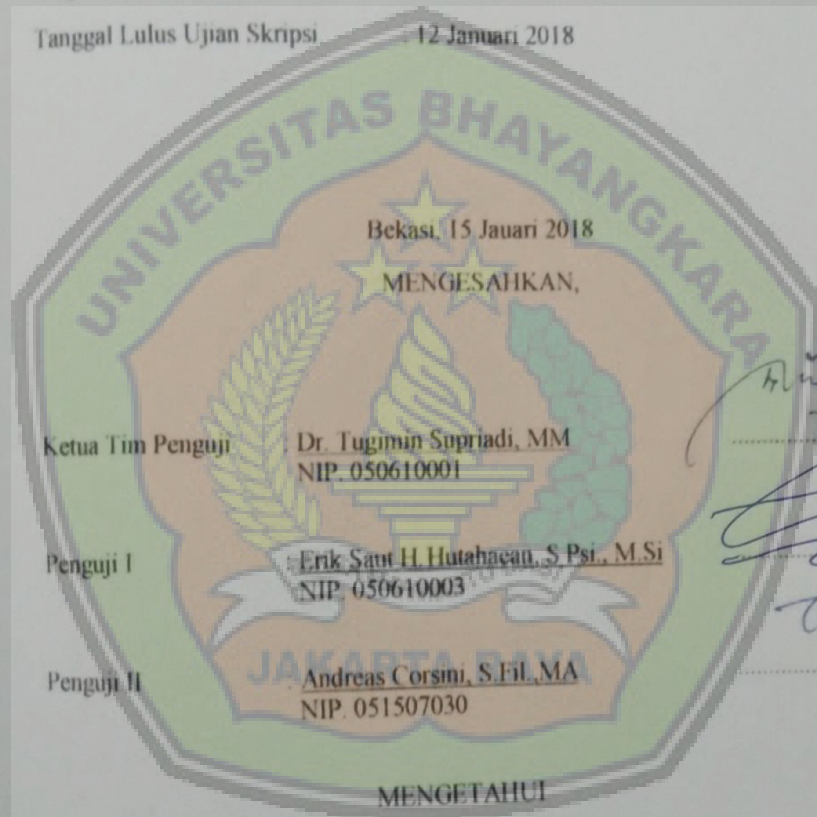 Tanggal Lulus Ujian Skripsi : 12 Januari 2018
UNIVERSITAS BHAYANGKARA
Bekasi, 15 Jauari 2018
MENGESAHKAN,
Ketua Tim Penguji : Dr. Tugimin Supriadi, MM
NIP. 050610001
Penguji I : Erik Saut H. Hutahaean, S.Psi., M.Si
NIP. 050610003
Penguji II : Andreas Corsini, S.Fil.,MA
NIP. 051507030
JAKARTA RAYA
MENGETAHUI